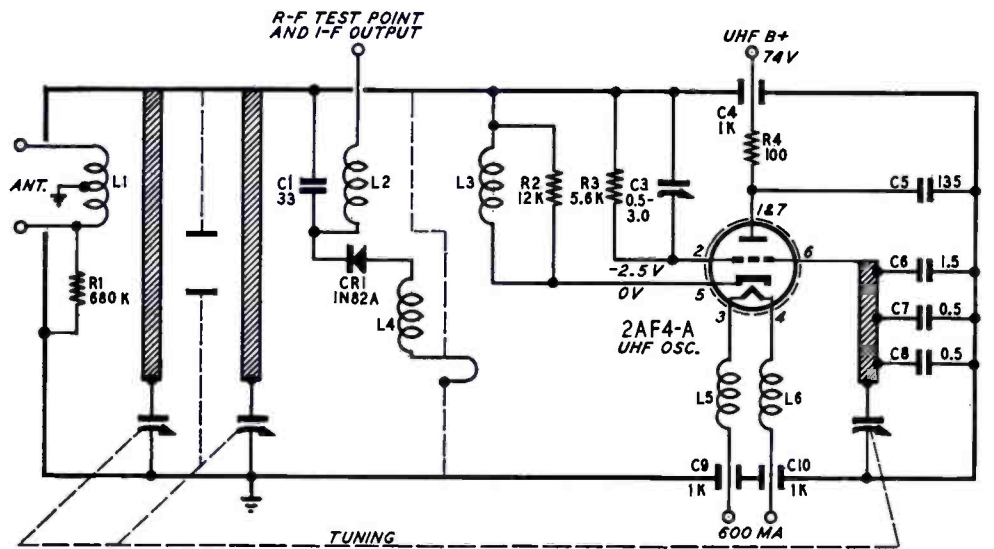 R-F TEST POINT
AND I-F OUTPUT
UHF B+
74V
C4
1K
R4
100
ANT.
L1
C1
33
L2
L3
R2
12K
R3
5.6K
C3
0.5-
3.0
1&7
C5
135
2
6
C6
1.5
-2.5V
R1
680K
CR1
1N82A
0V
5
C7
0.5
3
4
L4
2AF4-A
UHF OSC.
C8
0.5
L5
L6
C9
1K
C10
1K
TUNING
600 MA